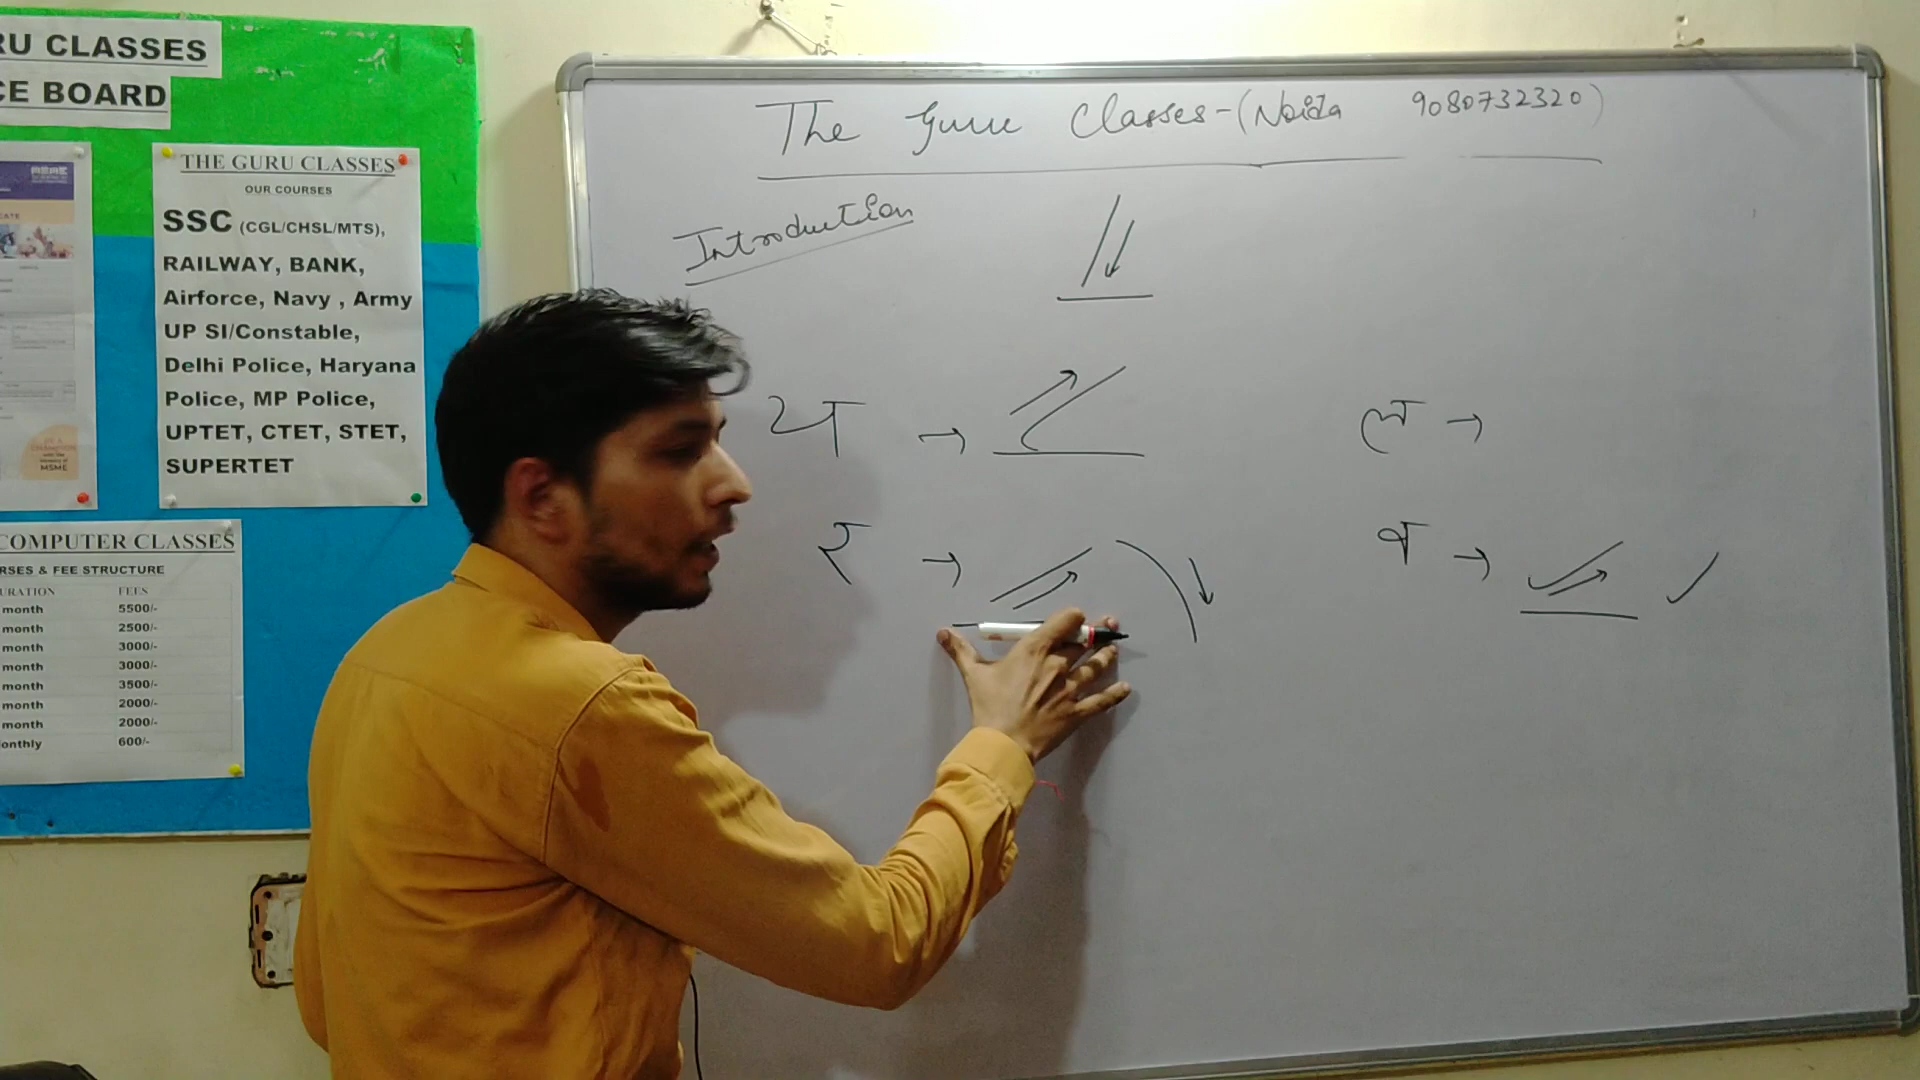 RU CLASSES
CE BOARD
THE GURU CLASSES
OUR COURSES
SSC (CGL/CHSL/MTS),
RAILWAY, BANK,
Airforce, Navy , Army
UP SI/Constable,
Delhi Police, Haryana
Police, MP Police,
UPTET, CTET, STET,
SUPERTET
COMPUTER CLASSES
RSES & FEE STRUCTURE
URATION FEES
month 5500/-
month 2500/-
month 3000/-
month 3000/-
month 3500/-
month 2000/-
month 2000/-
onthly 600/-
The Guru Classes-(Noida 9080732320)
Introduction
य →
ल →
र →
व →